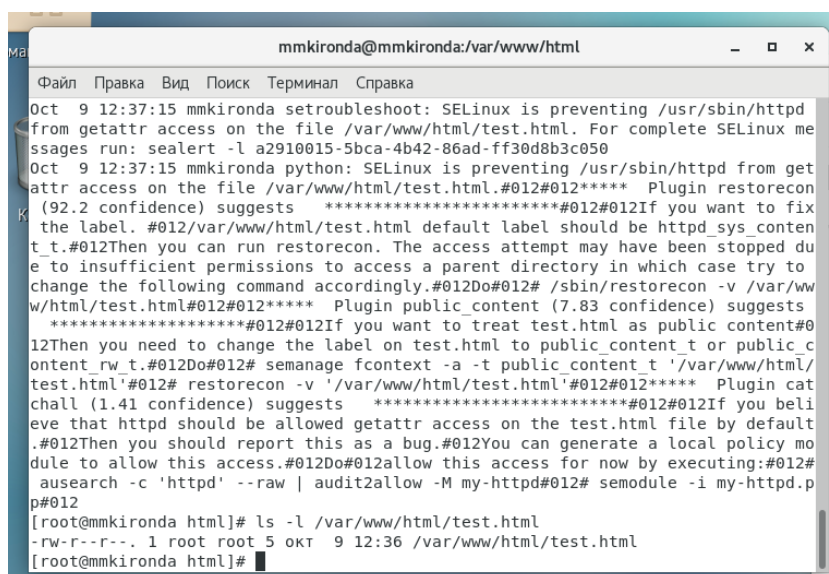 ма
mmkironda@mmkironda:/var/www/html
Файл Правка Вид Поиск Терминал Справка
Oct  9 12:37:15 mmkironda setroubleshoot: SELinux is preventing /usr/sbin/httpd
from getattr access on the file /var/www/html/test.html. For complete SELinux me
ssages run: sealert -l a2910015-5bca-4b42-86ad-ff30d8b3c050
Oct  9 12:37:15 mmkironda python: SELinux is preventing /usr/sbin/httpd from get
attr access on the file /var/www/html/test.html.#012#012*****  Plugin restorecon
 (92.2 confidence) suggests   ************************#012#012If you want to fix
 the label. #012/var/www/html/test.html default label should be httpd_sys_conten
t_t.#012Then you can run restorecon. The access attempt may have been stopped du
e to insufficient permissions to access a parent directory in which case try to
change the following command accordingly.#012Do#012# /sbin/restorecon -v /var/ww
w/html/test.html#012#012*****  Plugin public_content (7.83 confidence) suggests
  ********************#012#012If you want to treat test.html as public content#0
12Then you need to change the label on test.html to public_content_t or public_c
ontent_rw_t.#012Do#012# semanage fcontext -a -t public_content_t '/var/www/html/
test.html'#012# restorecon -v '/var/www/html/test.html'#012#012*****  Plugin cat
chall (1.41 confidence) suggests   **************************#012#012If you beli
eve that httpd should be allowed getattr access on the test.html file by default
.#012Then you should report this as a bug.#012You can generate a local policy mo
dule to allow this access.#012Do#012allow this access for now by executing:#012#
 ausearch -c 'httpd' --raw | audit2allow -M my-httpd#012# semodule -i my-httpd.p
p#012
[root@mmkironda html]# ls -l /var/www/html/test.html
-rw-r--r--. 1 root root 5 окт  9 12:36 /var/www/html/test.html
[root@mmkironda html]#
К